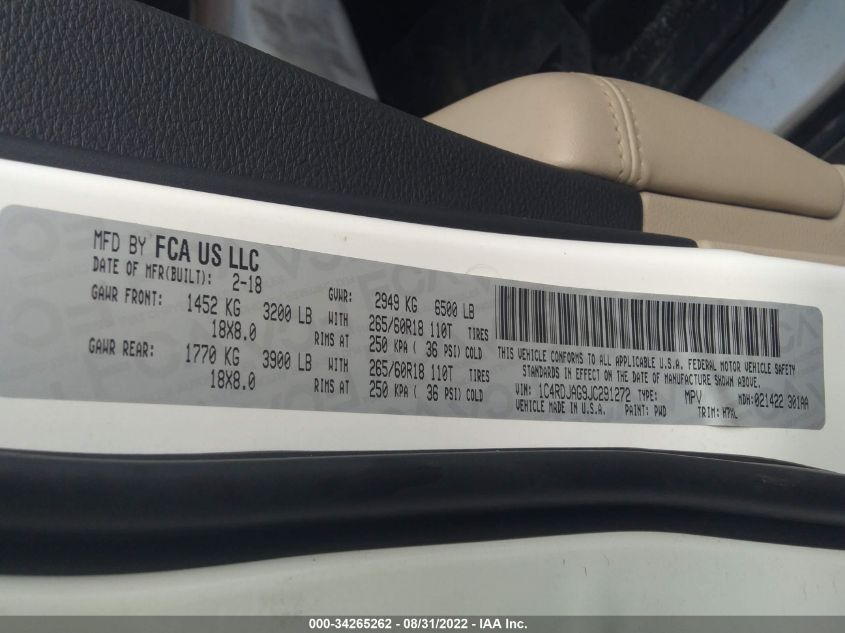 MFD BY FCA US LLC
DATE OF MFR(BUILT): 2-18
GVWR: 2949 KG 6500 LB
GAWR FRONT: 1452 KG 3200 LB WITH 265/60R18 110T TIRES
18X8.0 RIMS AT 250 KPA ( 36 PSI) COLD
GAWR REAR: 1770 KG 3900 LB WITH 265/60R18 110T TIRES
18X8.0 RIMS AT 250 KPA ( 36 PSI) COLD
THIS VEHICLE CONFORMS TO ALL APPLICABLE U.S.A. FEDERAL MOTOR VEHICLE SAFETY
STANDARDS IN EFFECT ON THE DATE OF MANUFACTURE SHOWN ABOVE.
VIN: 1C4RDJAG9JC291272 TYPE: MPV MDH:021422 301AA
VEHICLE MADE IN U.S.A. PAINT: PWD TRIM: H7XL
000-34265262 - 08/31/2022 - IAA Inc.